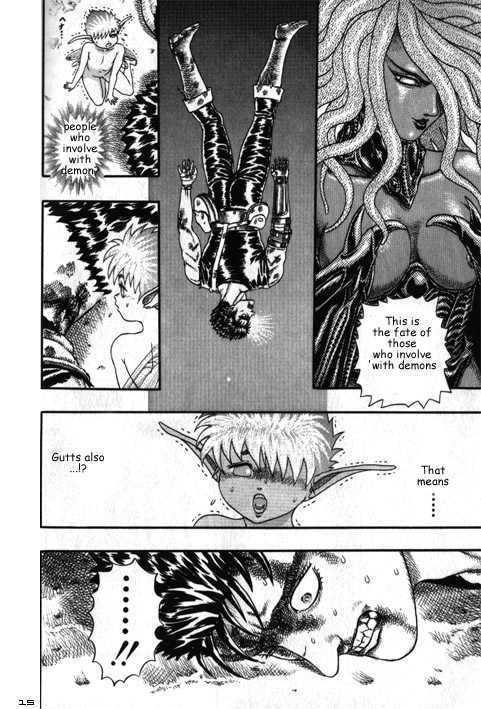 This is
the fate of
those
who involve
'with demons
people
who
involve
with
demon
That
means
......
Gutts also
...!?
......!!
15